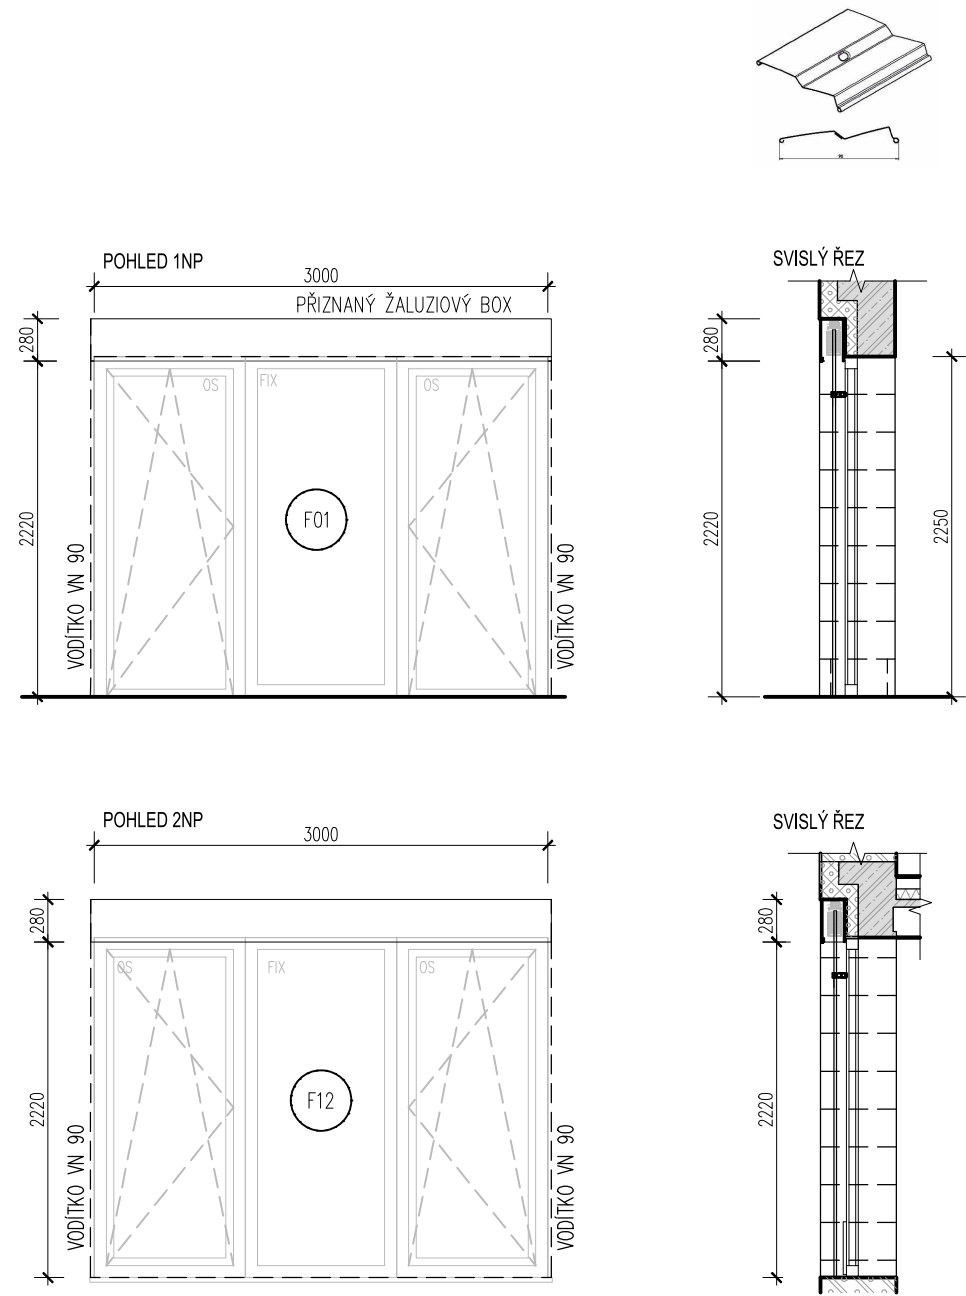 90
POHLED 1NP
3000
PŘIZNANÝ ŽALUZIOVÝ BOX
280
OS
FIX
OS
F01
2220
VODÍTKO VN 90
VODÍTKO VN 90
SVISLÝ ŘEZ
280
2220
2250
POHLED 2NP
3000
280
OS
FIX
OS
F12
2220
VODÍTKO VN 90
VODÍTKO VN 90
SVISLÝ ŘEZ
280
2220